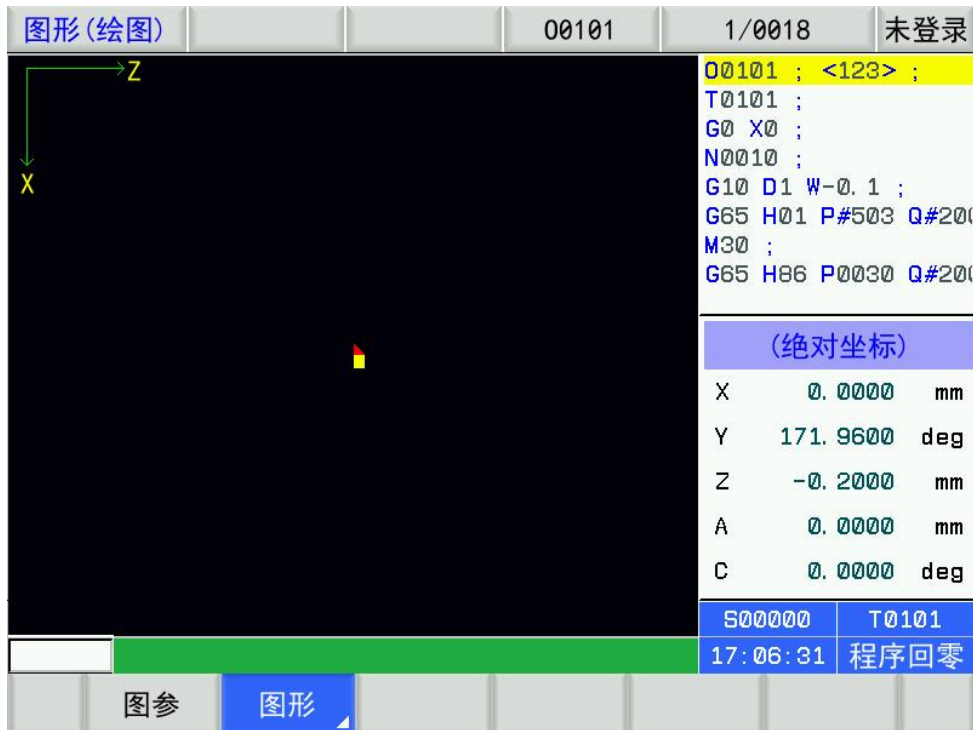 图形(绘图) O0101 1/0018 未登录
Z
X
O0101 ; <123> ;
T0101 ;
G0 X0 ;
N0010 ;
G10 D1 W-0.1 ;
G65 H01 P#503 Q#200
M30 ;
G65 H86 P0030 Q#200
(绝对坐标)
X 0.0000 mm
Y 171.9600 deg
Z -0.2000 mm
A 0.0000 mm
C 0.0000 deg
S00000 T0101
17:06:31 程序回零
图参 图形